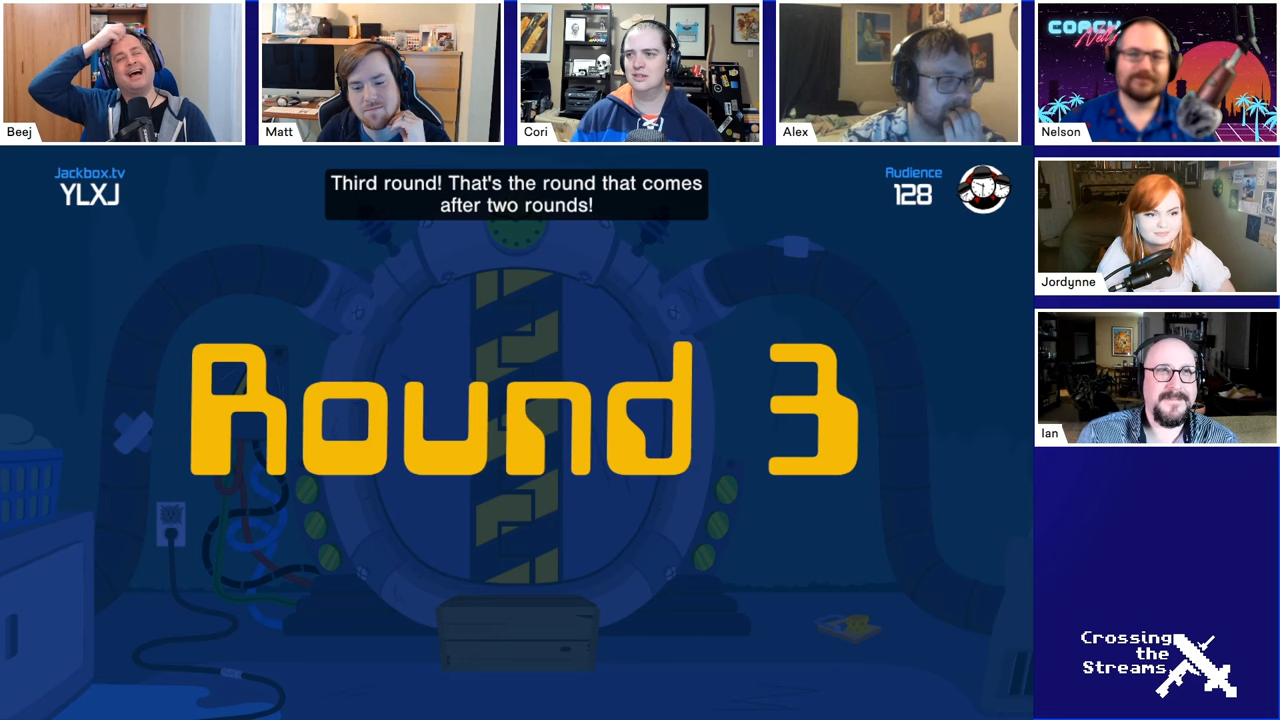 Beej
Matt
Cori
Alex
COACH
Nelly
Nelson
Jackbox.tv
YLXJ
Third round! That's the round that comes
after two rounds!
Audience
128
Jordynne
Round 3
Ian
Crossing
the
Streams